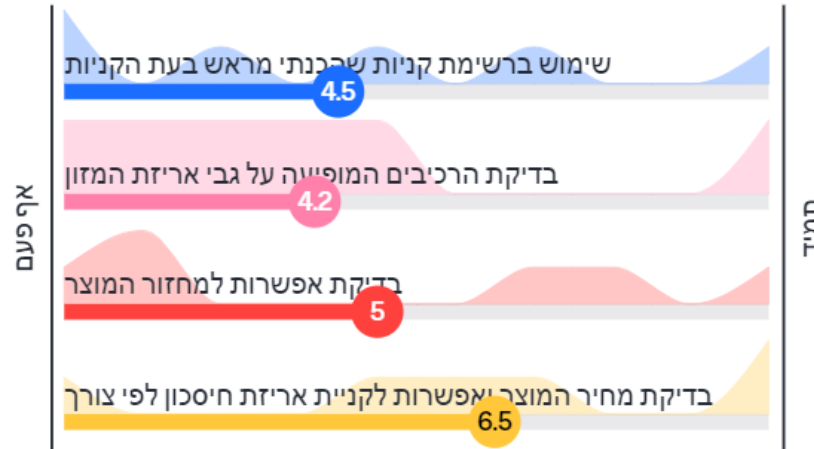 שימוש ברשימת קניות שהכנתי מראש בעת הקניות
4.5
בדיקת הרכיבים המופיעה על גבי אריזת המזון
4.2
בדיקת אפשרות למחזור המוצר
5
בדיקת מחיר המוצר ואפשרות לקניית אריזת חיסכון לפי צורך
6.5
אף פעם
תמיד